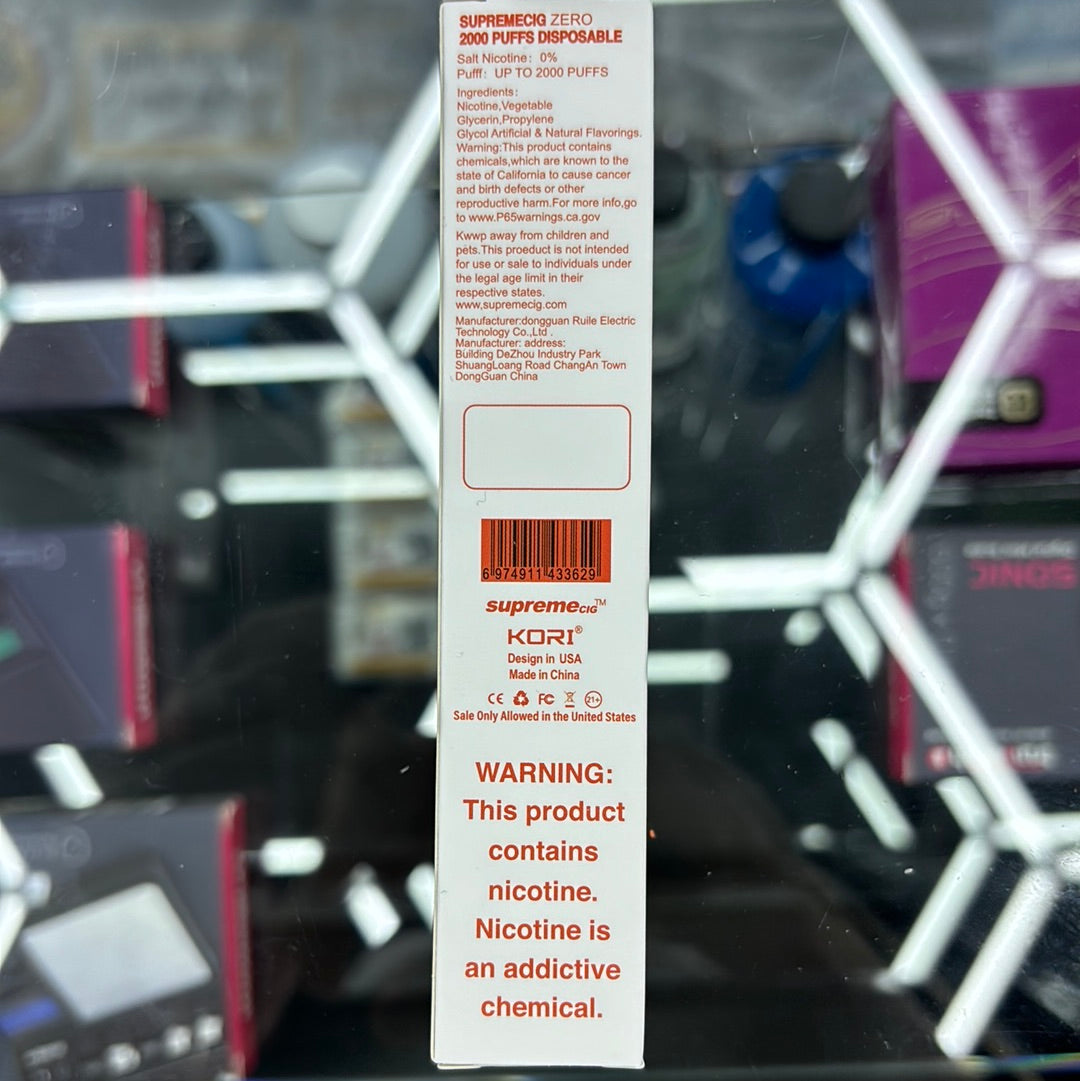 SUPREMECIG ZERO
2000 PUFFS DISPOSABLE
Salt Nicotine: 0%
Pufff: UP TO 2000 PUFFS
Ingredients:
Nicotine,Vegetable
Glycerin,Propylene
Glycol Artificial & Natural Flavorings.
Warning:This product contains
chemicals,which are known to the
state of California to cause cancer
and birth defects or other
reproductive harm.For more info,go
to www.P65warnings.ca.gov
Kwwp away from children and
pets.This proeduct is not intended
for use or sale to individuals under
the legal age limit in their
respective states.
www,supremecig.com
Manufacturer:dongguan Ruile Electric
Technology Co.,Ltd .
Manufacturer: address:
Building DeZhou Industry Park
ShuangLoang Road ChangAn Town
DongGuan China
6 974911 433629
supremeCIG™
KORI®
Design in USA
Made in China
CE FC 21+
Sale Only Allowed in the United States
WARNING:
This product
contains
nicotine.
Nicotine is
an addictive
chemical.
SONIC